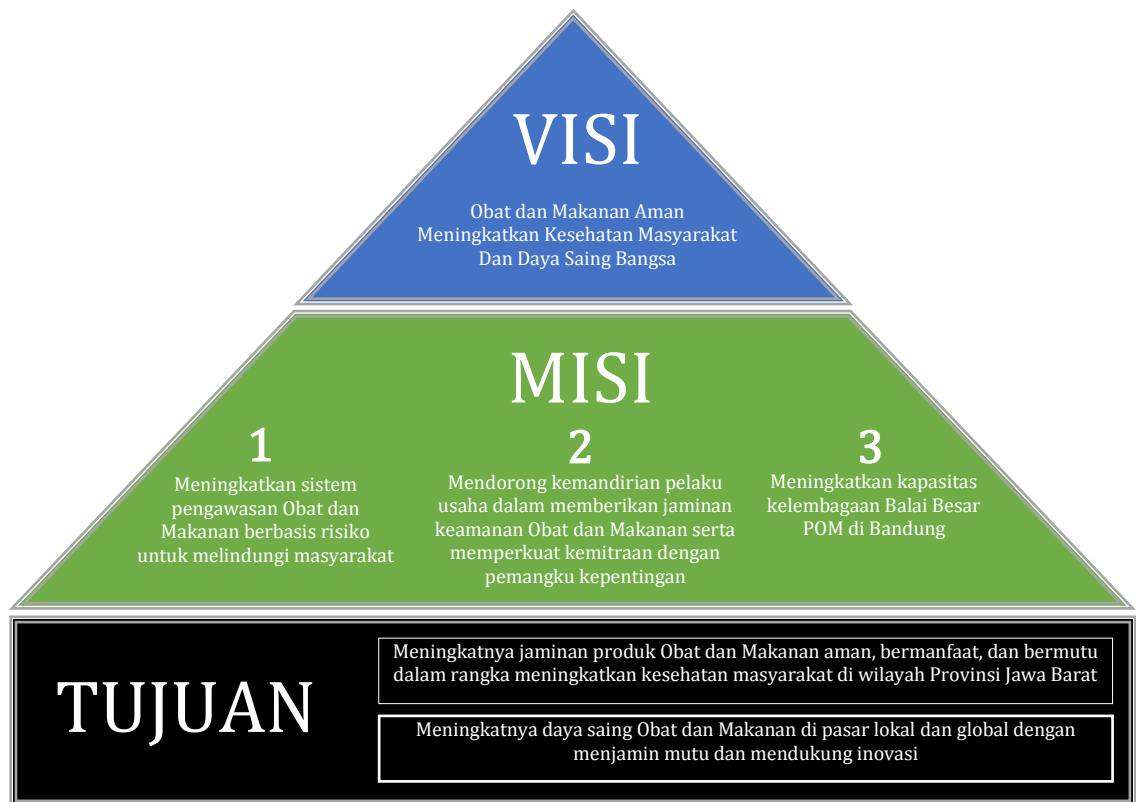 VISI
Obat dan Makanan Aman
Meningkatkan Kesehatan Masyarakat
Dan Daya Saing Bangsa
MISI
1
Meningkatkan sistem
pengawasan Obat dan
Makanan berbasis risiko
untuk melindungi masyarakat
2
Mendorong kemandirian pelaku
usaha dalam memberikan jaminan
keamanan Obat dan Makanan serta
memperkuat kemitraan dengan
pemangku kepentingan
3
Meningkatkan kapasitas
kelembagaan Balai Besar
POM di Bandung
TUJUAN
Meningkatnya jaminan produk Obat dan Makanan aman, bermanfaat, dan bermutu
dalam rangka meningkatkan kesehatan masyarakat di wilayah Provinsi Jawa Barat
Meningkatnya daya saing Obat dan Makanan di pasar lokal dan global dengan
menjamin mutu dan mendukung inovasi